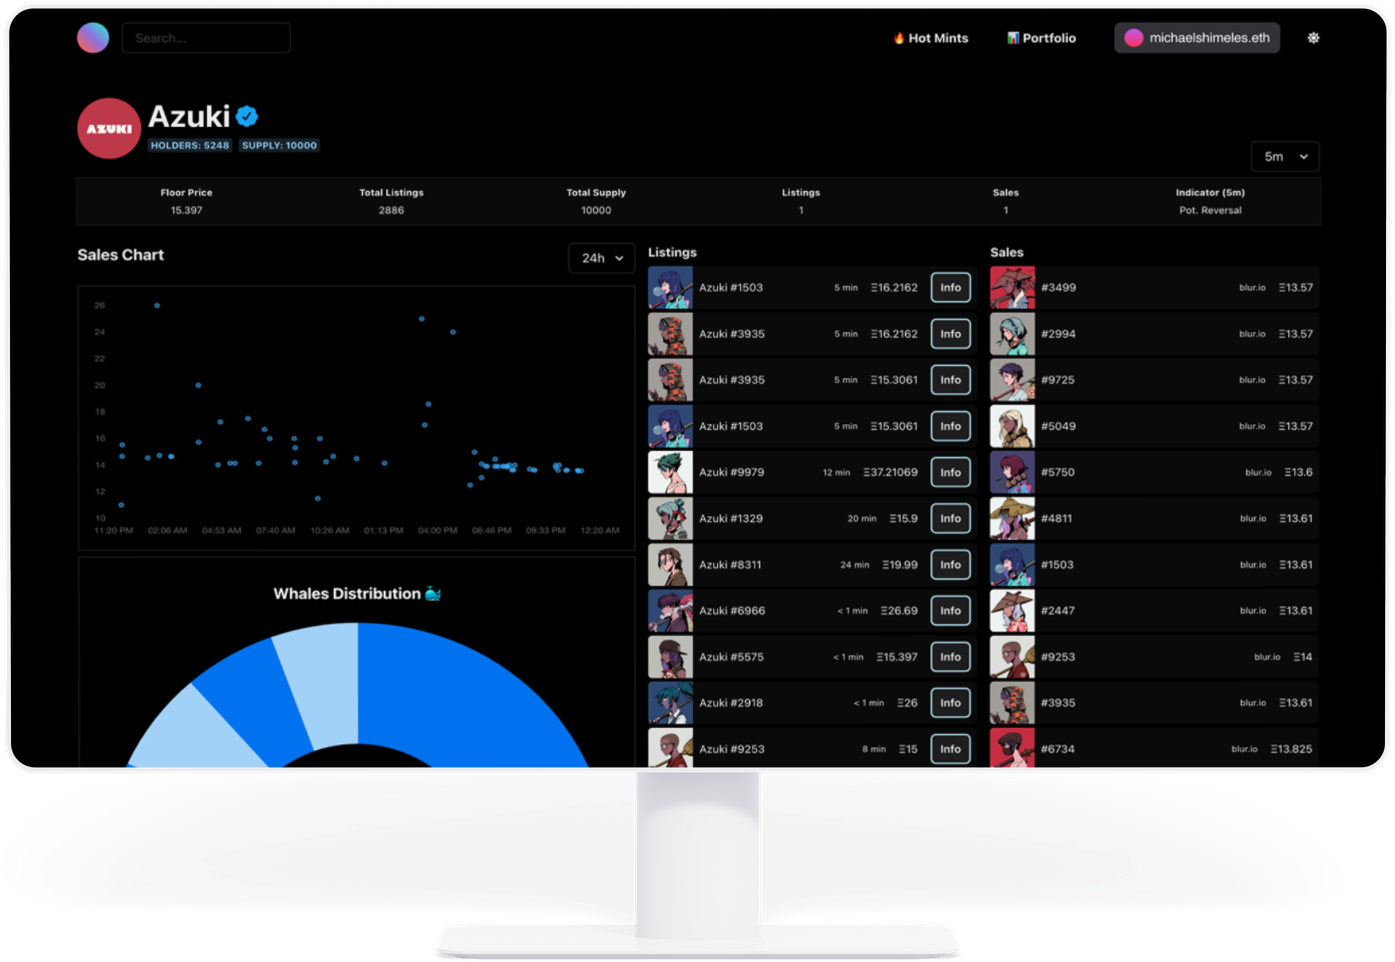 Search...
🔥 Hot Mints
📊 Portfolio
michaelshimeles.eth
AZUKI
Azuki
HOLDERS: 5248 SUPPLY: 10000
5m
Floor Price Total Listings Total Supply Listings Sales Indicator (5m)
15.397 2886 10000 1 1 Pot. Reversal
Sales Chart
24h
26
24
22
20
18
16
14
12
10
11:20 PM 02:06 AM 04:53 AM 07:40 AM 10:26 AM 01:13 PM 04:00 PM 06:46 PM 09:33 PM 12:20 AM
Whales Distribution 🐳
Listings
Azuki #1503 5 min Ξ16.2162 Info
Azuki #3935 5 min Ξ16.2162 Info
Azuki #3935 5 min Ξ15.3061 Info
Azuki #1503 5 min Ξ15.3061 Info
Azuki #9979 12 min Ξ37.21069 Info
Azuki #1329 20 min Ξ15.9 Info
Azuki #8311 24 min Ξ19.99 Info
Azuki #6966 < 1 min Ξ26.69 Info
Azuki #5575 < 1 min Ξ15.397 Info
Azuki #2918 < 1 min Ξ26 Info
Azuki #9253 8 min Ξ15 Info
Sales
#3499 blur.io Ξ13.57
#2994 blur.io Ξ13.57
#9725 blur.io Ξ13.57
#5049 blur.io Ξ13.57
#5750 blur.io Ξ13.6
#4811 blur.io Ξ13.61
#1503 blur.io Ξ13.61
#2447 blur.io Ξ13.61
#9253 blur.io Ξ14
#3935 blur.io Ξ13.61
#6734 blur.io Ξ13.825